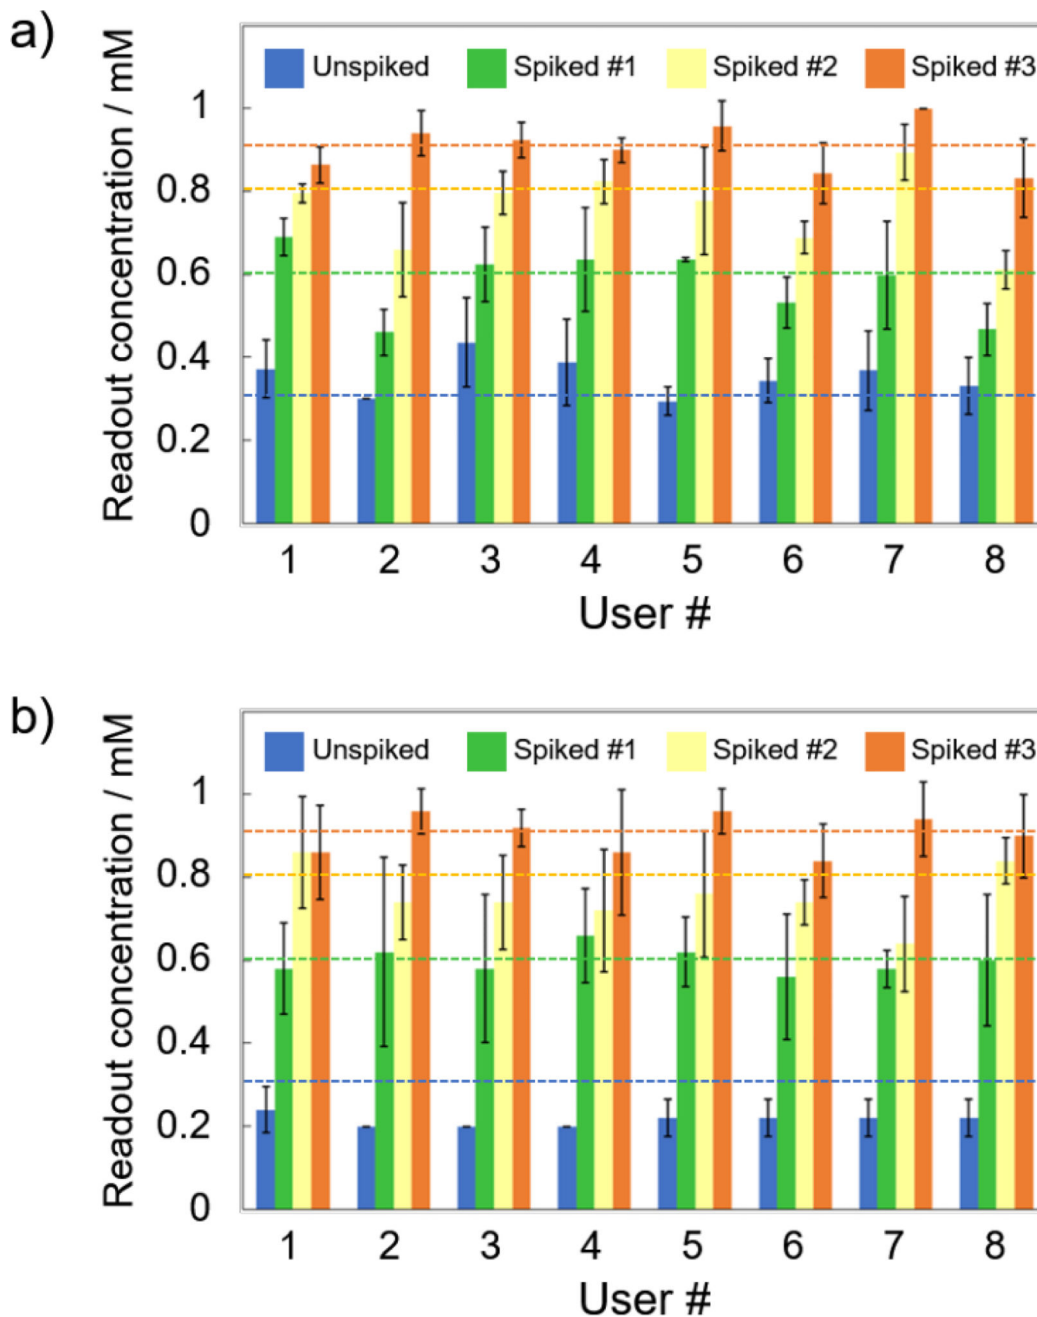 a)
Readout concentration / mM
Unspiked Spiked #1 Spiked #2 Spiked #3
1
0.8
0.6
0.4
0.2
0
1 2 3 4 5 6 7 8
User #
b)
Readout concentration / mM
Unspiked Spiked #1 Spiked #2 Spiked #3
1
0.8
0.6
0.4
0.2
0
1 2 3 4 5 6 7 8
User #